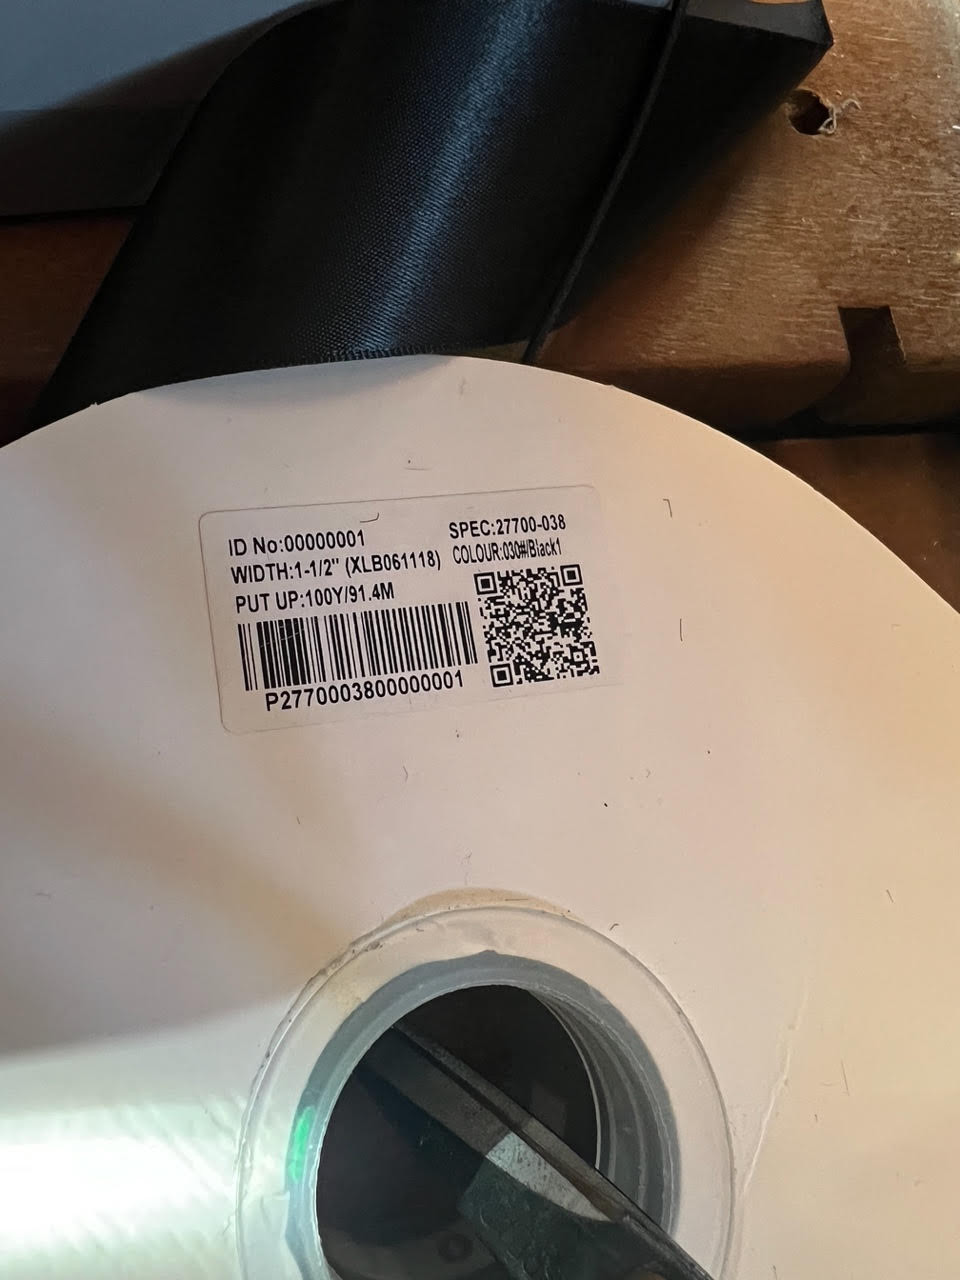 ID No:00000001
SPEC:27700-038
WIDTH:1-1/2" (XLB061118)
COLOUR:030#/Black1
PUT UP:100Y/91.4M
P2770003800000001